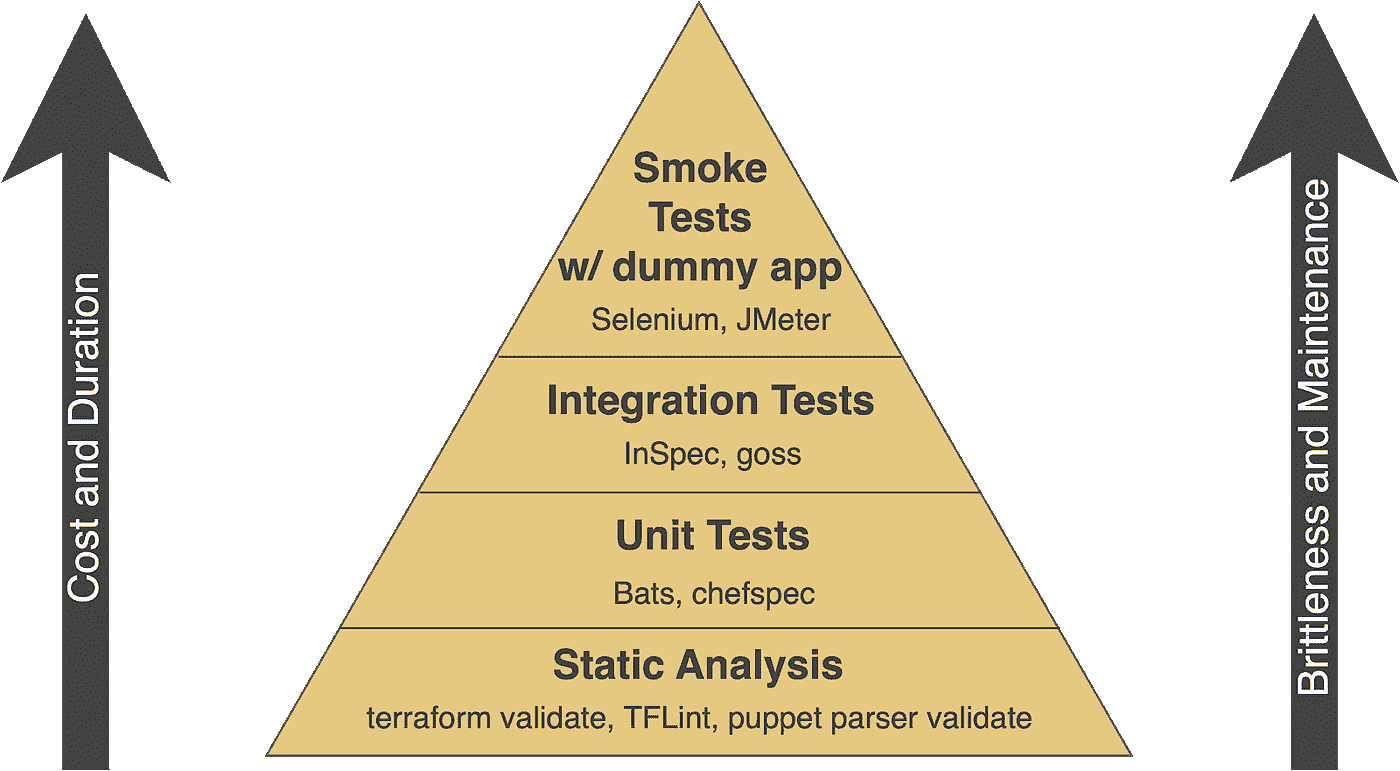 Smoke
Tests
w/ dummy app
Selenium, JMeter
Integration Tests
InSpec, goss
Unit Tests
Bats, chefspec
Static Analysis
terraform validate, TFLint, puppet parser validate
Cost and Duration
Brittleness and Maintenance